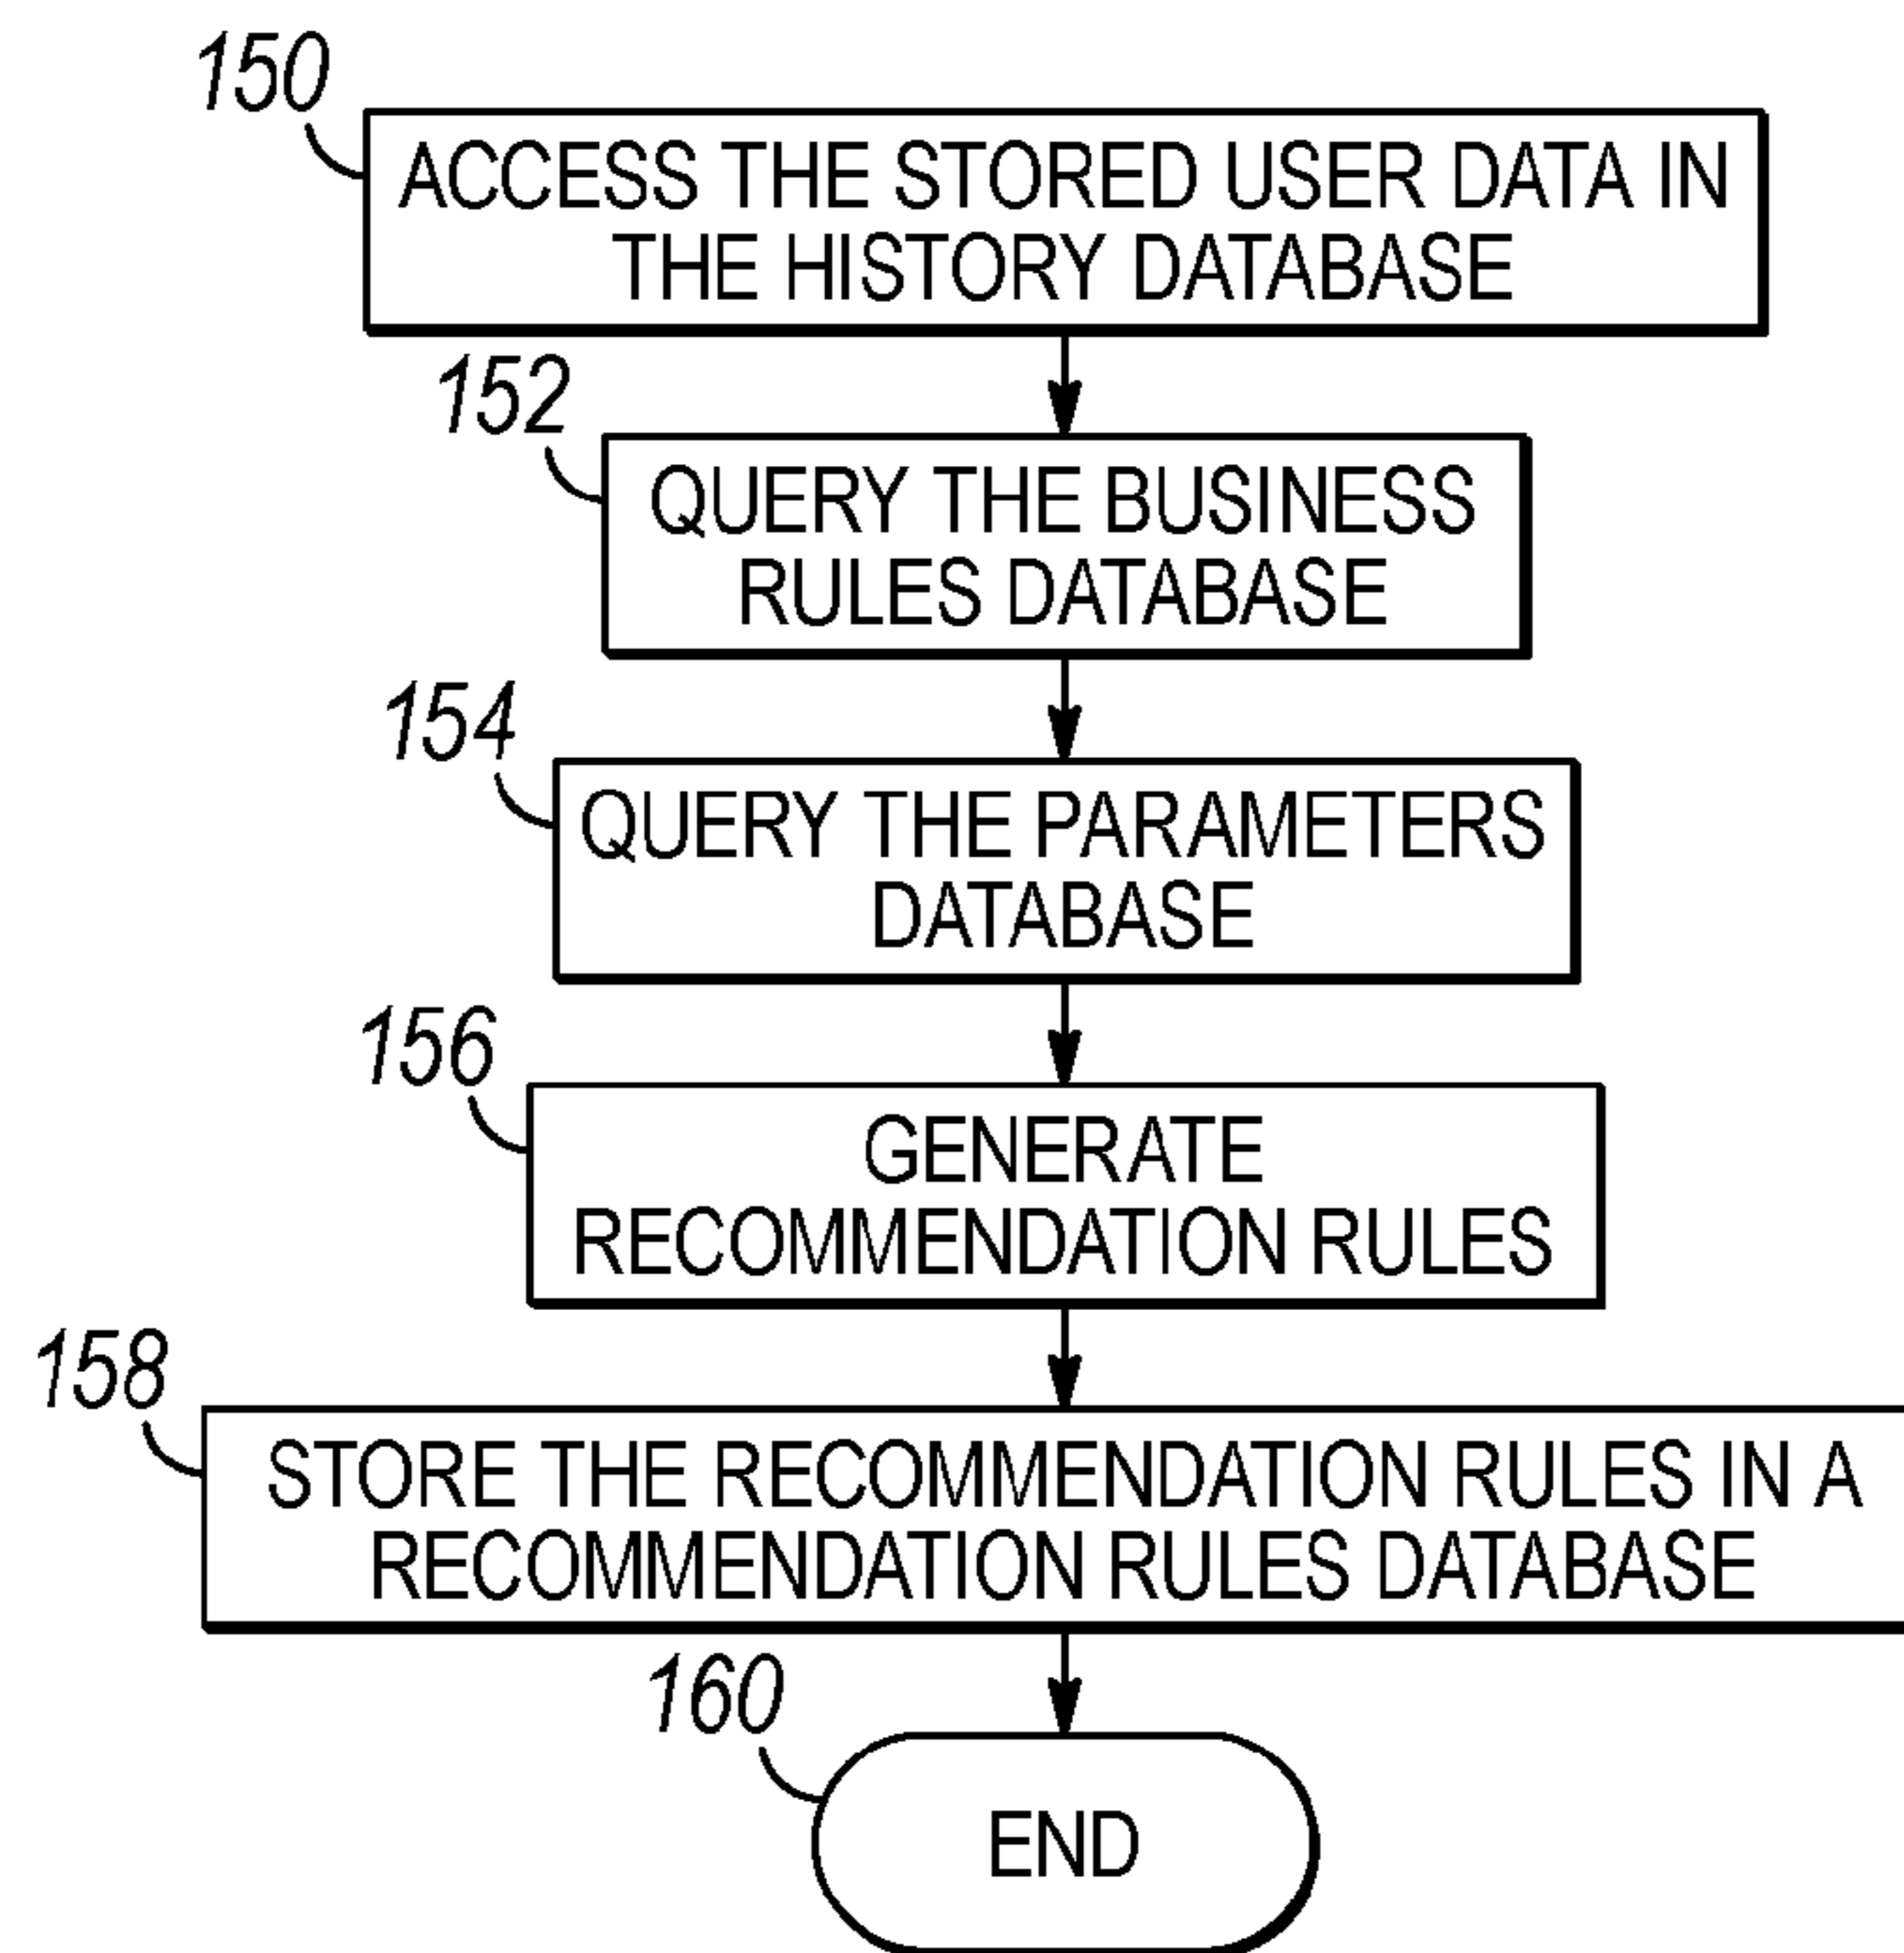 150
ACCESS THE STORED USER DATA IN
THE HISTORY DATABASE
152
QUERY THE BUSINESS
RULES DATABASE
154
QUERY THE PARAMETERS
DATABASE
156
GENERATE
RECOMMENDATION RULES
158
STORE THE RECOMMENDATION RULES IN A
RECOMMENDATION RULES DATABASE
160
END